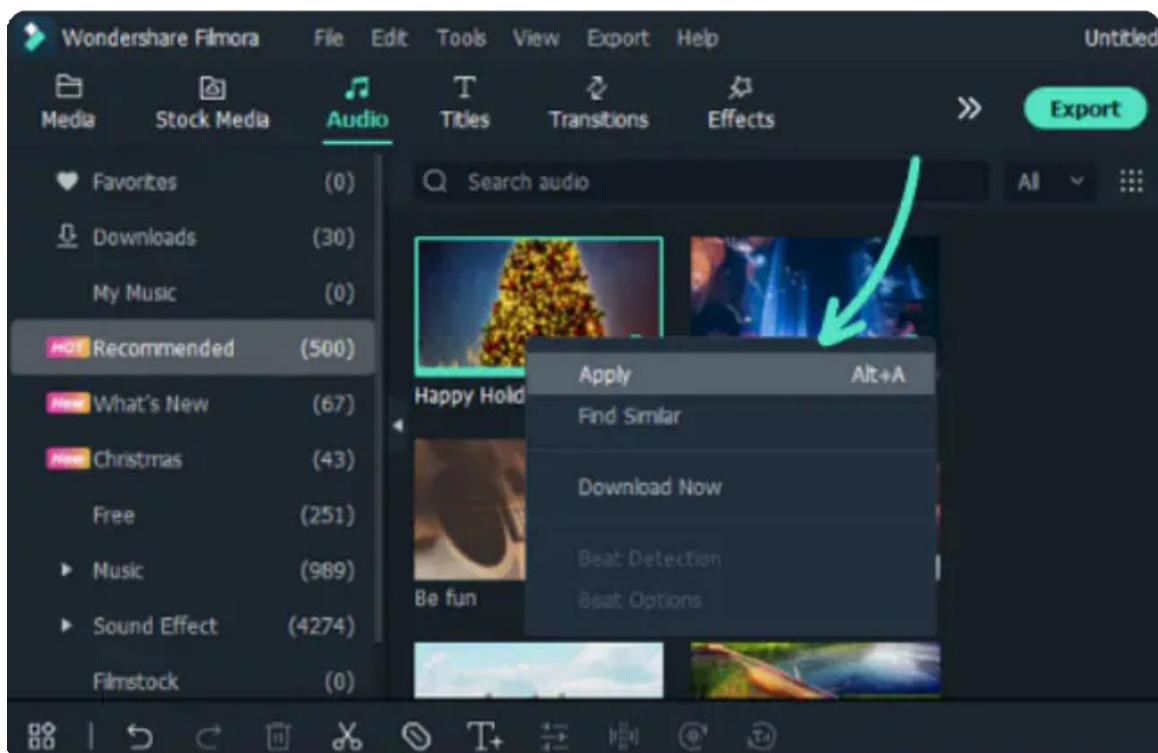 Wondershare Filmora File Edit Tools View Export Help Untitled
Media Stock Media Audio Titles Transitions Effects Export
Favorites (0)
Downloads (30)
My Music (0)
HOT Recommended (500)
New What's New (67)
New Christmas (43)
Free (251)
Music (989)
Sound Effect (4274)
Filmstock (0)
Search audio All
Happy Holid
Be fun
Apply Alt+A
Find Similar
Download Now
Beat Detection
Beat Options
T+